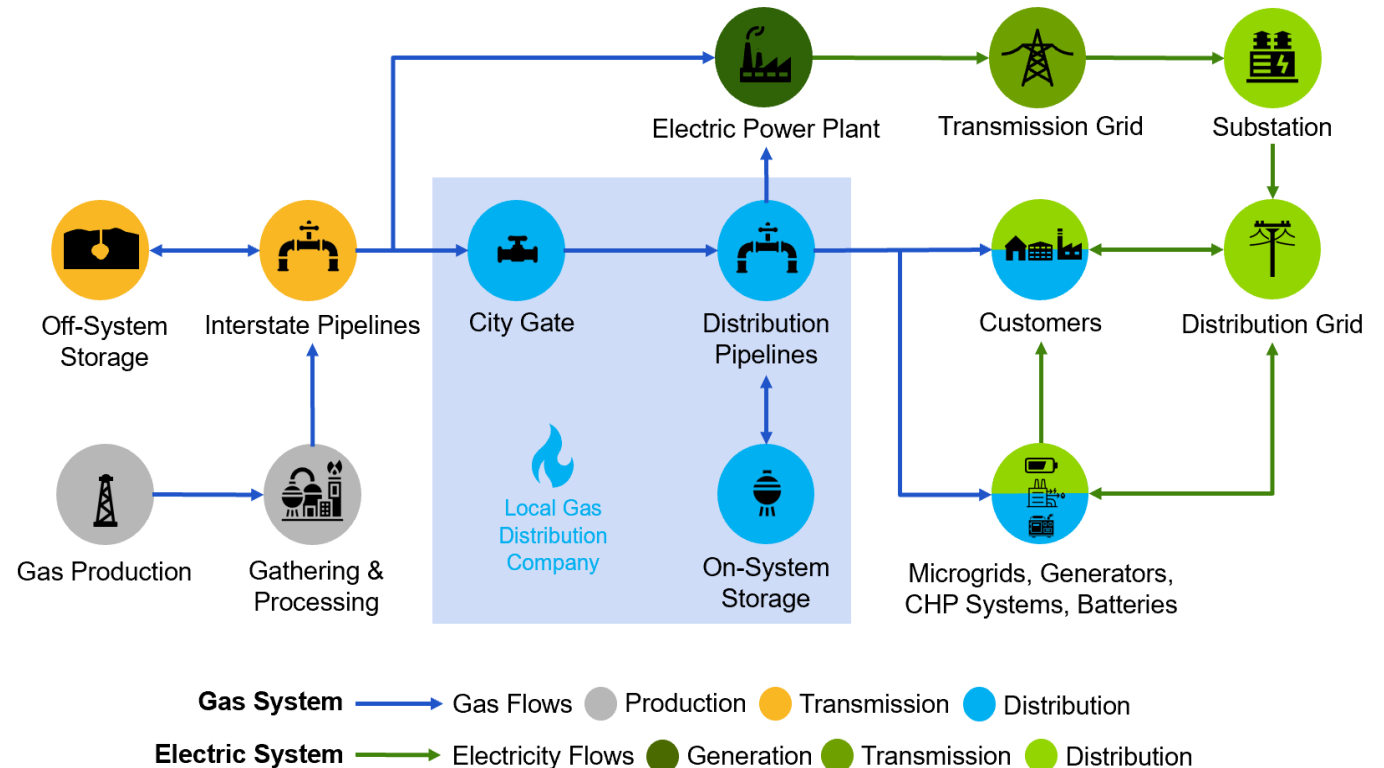 Electric Power Plant
Transmission Grid
Substation
Off-System
Storage
Interstate Pipelines
City Gate
Distribution
Pipelines
Customers
Distribution Grid
Gas Production
Gathering &
Processing
Local Gas
Distribution
Company
On-System
Storage
Microgrids, Generators,
CHP Systems, Batteries
Gas System
Gas Flows
Production
Transmission
Distribution
Electric System
Electricity Flows
Generation
Transmission
Distribution